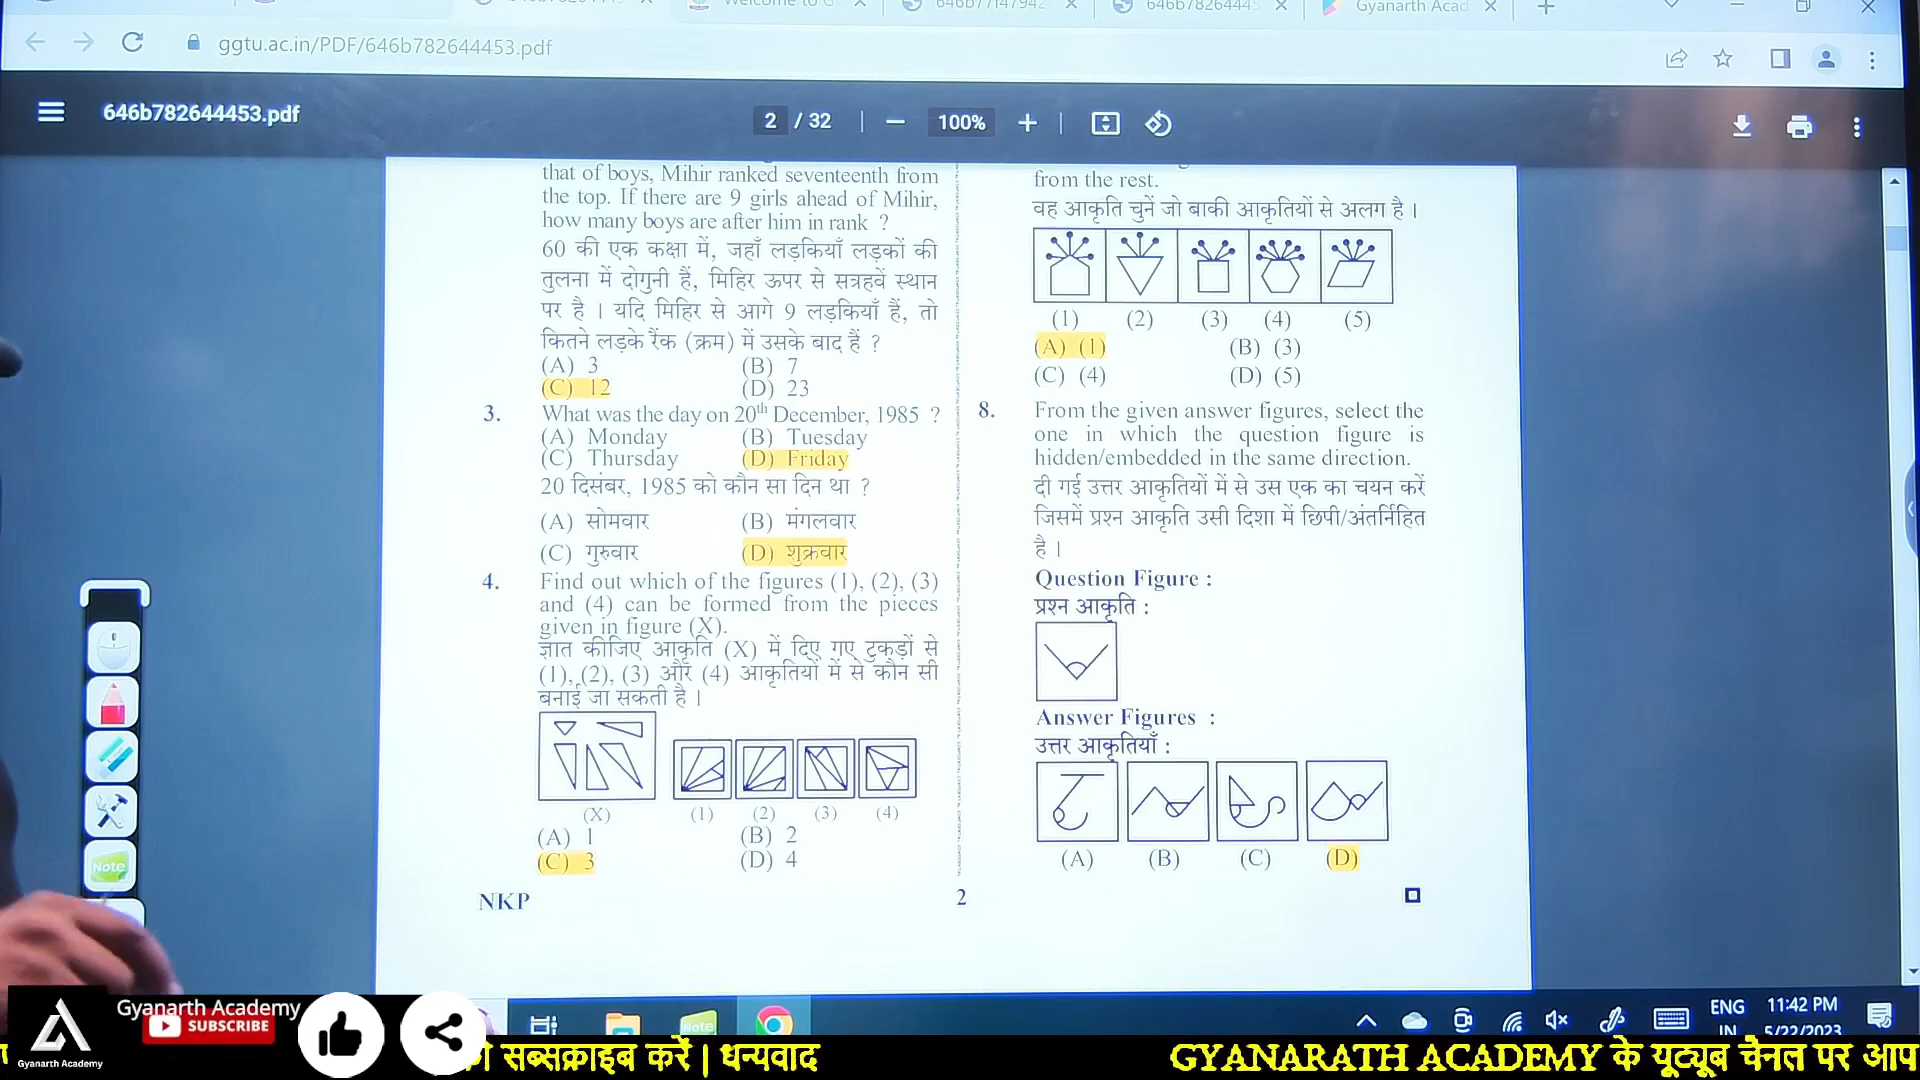 ggtu.ac.in/PDF/646b782644453.pdf
Gyanarth Acad
646b782644453.pdf
2 / 32
100%
that of boys, Mihir ranked seventeenth from
the top. If there are 9 girls ahead of Mihir,
how many boys are after him in rank ?
60 की एक कक्षा में, जहाँ लड़कियाँ लड़कों की
तुलना में दोगुनी हैं, मिहिर ऊपर से सत्रहवें स्थान
पर है । यदि मिहिर से आगे 9 लड़कियाँ हैं, तो
कितने लड़के रैंक (क्रम) में उसके बाद हैं ?
(A) 3 (B) 7
(C) 12 (D) 23
3. What was the day on 20th December, 1985 ?
(A) Monday (B) Tuesday
(C) Thursday (D) Friday
20 दिसंबर, 1985 को कौन सा दिन था ?
(A) सोमवार (B) मंगलवार
(C) गुरुवार (D) शुक्रवार
4. Find out which of the figures (1), (2), (3)
and (4) can be formed from the pieces
given in figure (X).
ज्ञात कीजिए आकृति (X) में दिए गए टुकड़ों से
(1), (2), (3) और (4) आकृतियों में से कौन सी
बनाई जा सकती है ।
(X) (1) (2) (3) (4)
(A) 1 (B) 2
(C) 3 (D) 4
from the rest.
वह आकृति चुनें जो बाकी आकृतियों से अलग है ।
(1) (2) (3) (4) (5)
(A) (1) (B) (3)
(C) (4) (D) (5)
8. From the given answer figures, select the
one in which the question figure is
hidden/embedded in the same direction.
दी गई उत्तर आकृतियों में से उस एक का चयन करें
जिसमें प्रश्न आकृति उसी दिशा में छिपी/अंतर्निहित
है ।
Question Figure :
प्रश्न आकृति :
Answer Figures :
उत्तर आकृतियाँ :
(A) (B) (C) (D)
NKP 2
Note
Gyanarth Academy
SUBSCRIBE
Gyanarth Academy
Note
ENG
IN
11:42 PM
5/22/2023
सब्सक्राइब करें | धन्यवाद
GYANARATH ACADEMY के यूट्यूब चैनल पर आप